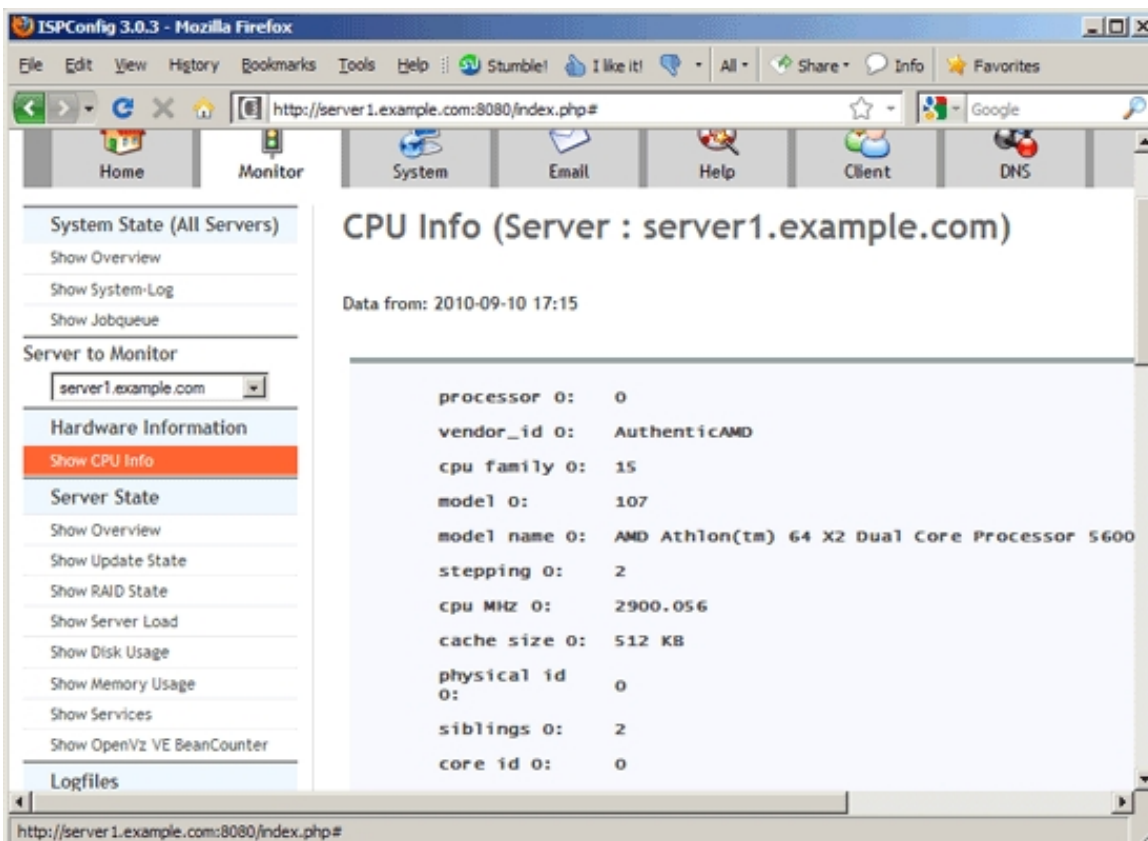 ISPConfig 3.0.3 - Mozilla Firefox
File Edit View History Bookmarks Tools Help Stumble! I like it! All Share Info Favorites
http://server1.example.com:8080/index.php# Google
Home Monitor System Email Help Client DNS
System State (All Servers)
Show Overview
Show System-Log
Show Jobqueue
Server to Monitor
server1.example.com
Hardware Information
Show CPU Info
Server State
Show Overview
Show Update State
Show RAID State
Show Server Load
Show Disk Usage
Show Memory Usage
Show Services
Show OpenVz VE BeanCounter
Logfiles
CPU Info (Server : server1.example.com)
Data from: 2010-09-10 17:15
processor 0: 0
vendor_id 0: AuthenticAMD
cpu family 0: 15
model 0: 107
model name 0: AMD Athlon(tm) 64 X2 Dual Core Processor 5600
stepping 0: 2
cpu MHz 0: 2900.056
cache size 0: 512 KB
physical id
0: 0
siblings 0: 2
core id 0: 0
http://server1.example.com:8080/index.php#